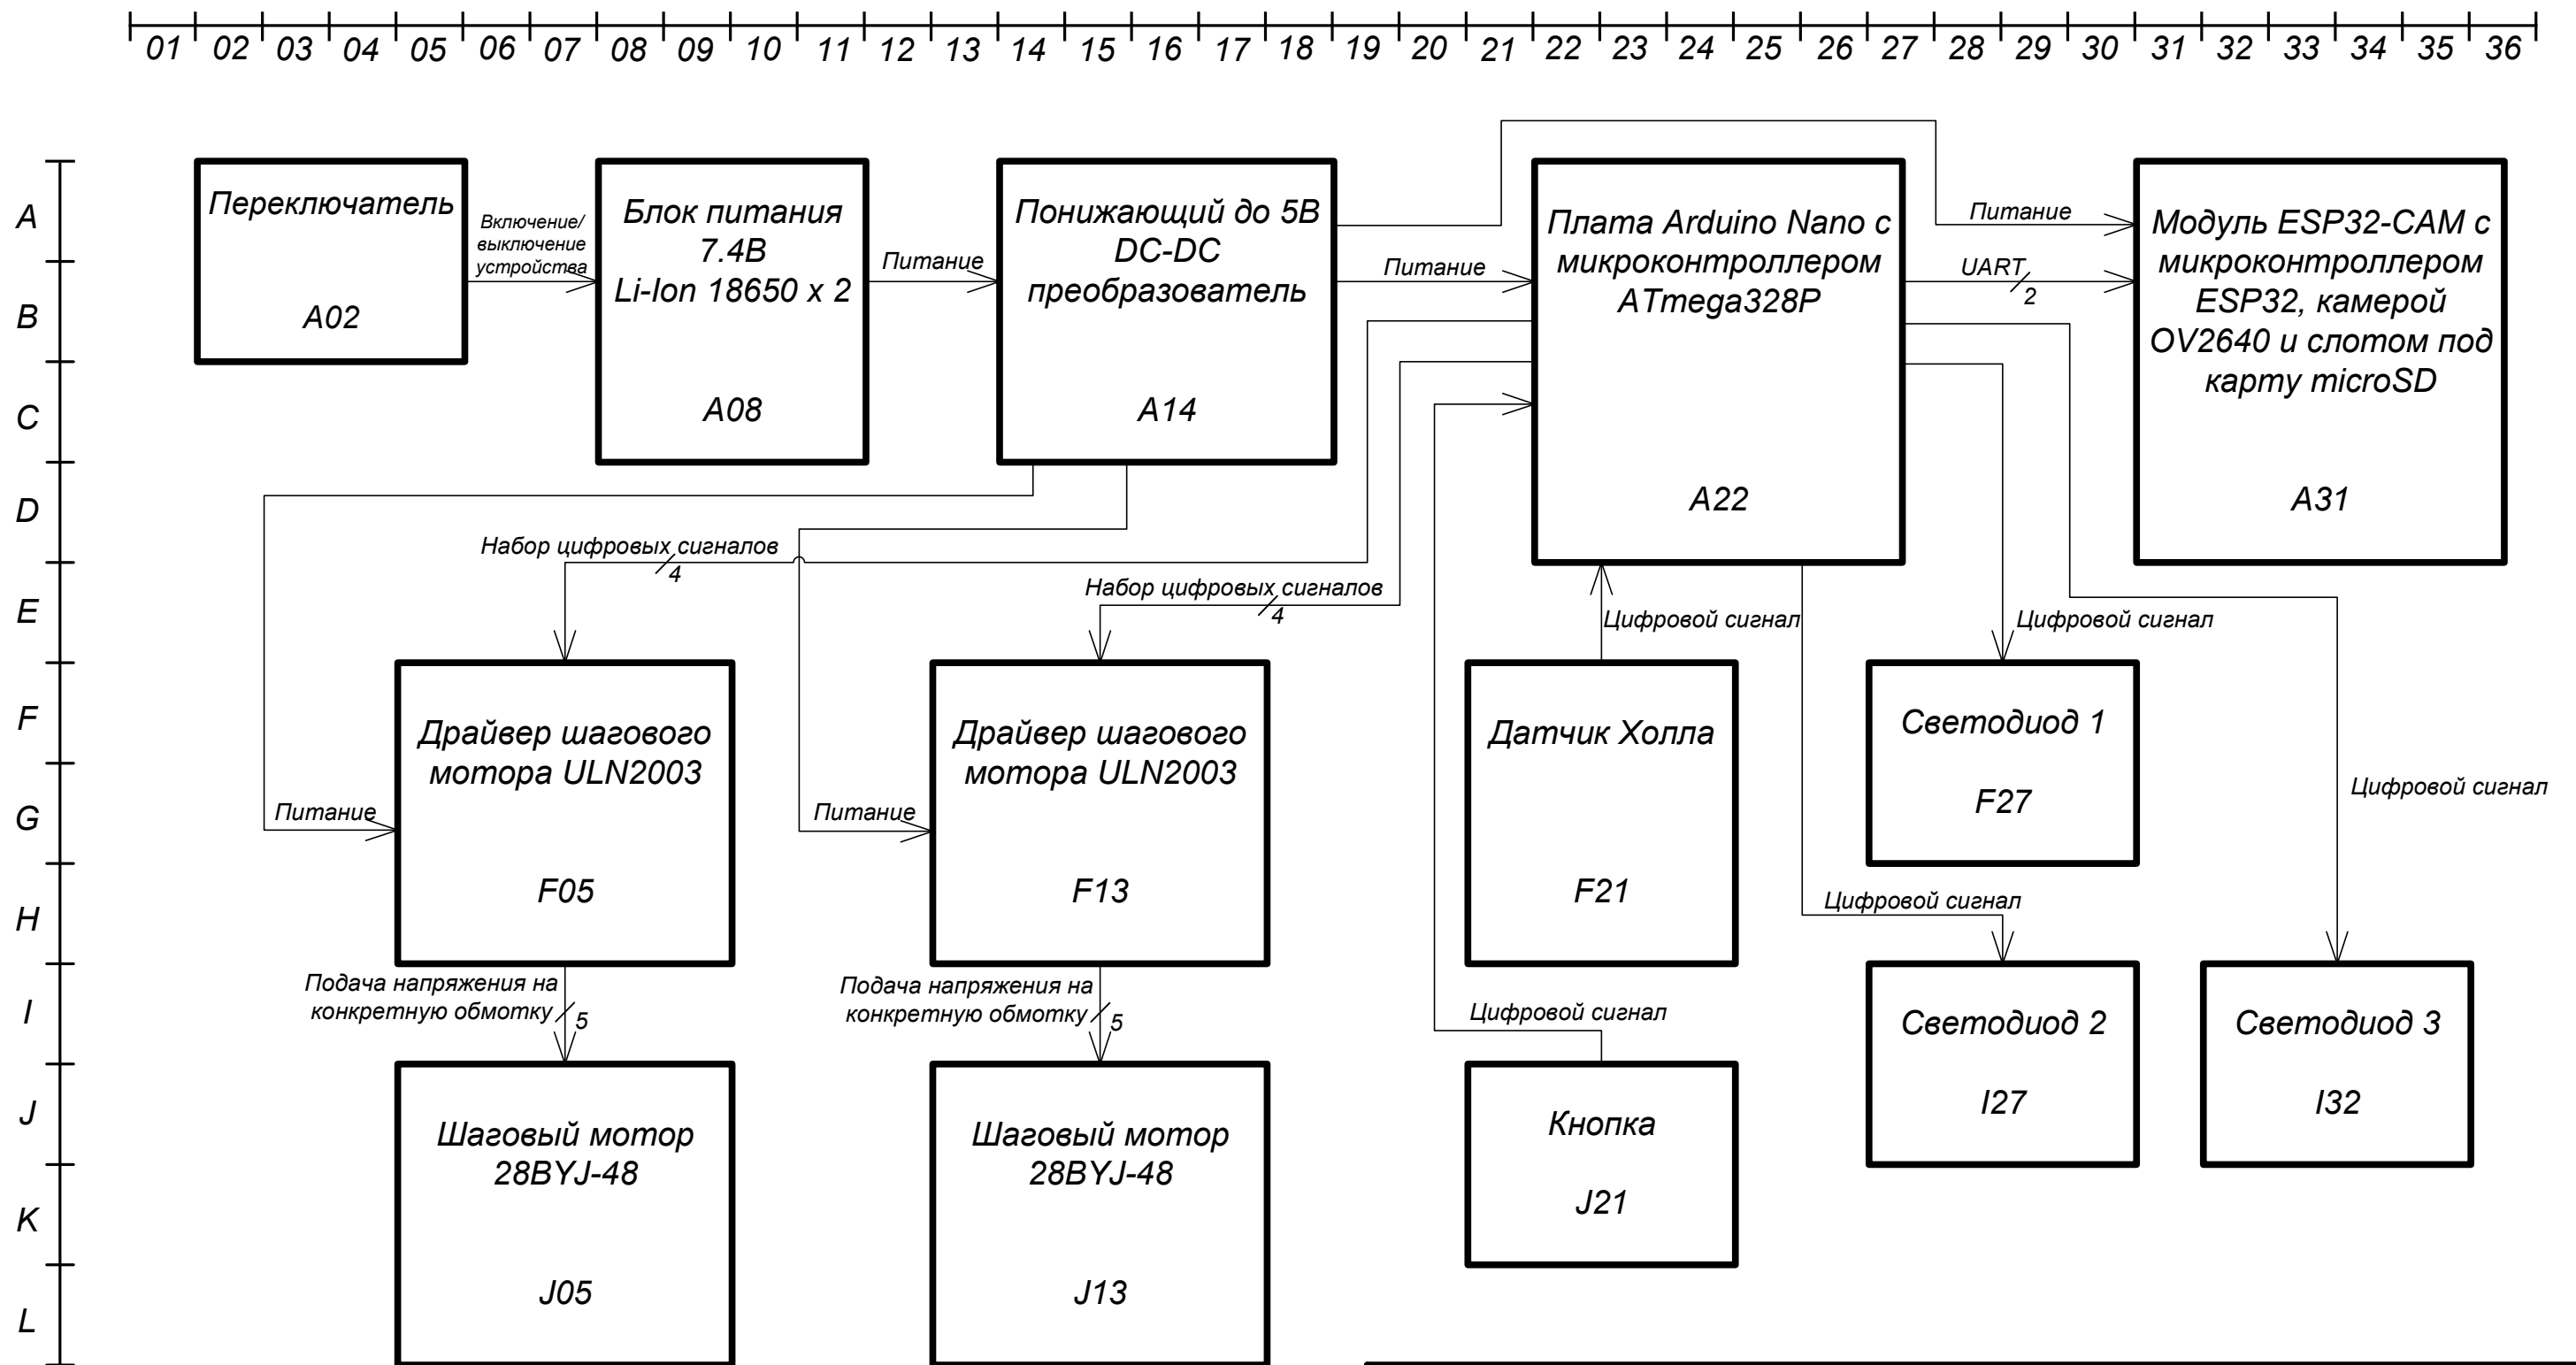 01 02 03 04 05 06 07 08 09 10 11 12 13 14 15 16 17 18 19 20 21 22 23 24 25 26 27 28 29 30 31 32 33 34 35 36
A
B
C
D
E
F
G
H
I
J
K
L
Переключатель
A02
Включение/
выключение
устройства
Блок питания
7.4В
Li-Ion 18650 x 2
A08
Питание
Понижающий до 5В
DC-DC
преобразователь
A14
Питание
Плата Arduino Nano с
микроконтроллером
ATmega328P
A22
Питание
UART
2
Модуль ESP32-CAM с
микроконтроллером
ESP32, камерой
OV2640 и слотом под
карту microSD
A31
Набор цифровых сигналов
4
Набор цифровых сигналов
4
Цифровой сигнал
Цифровой сигнал
Питание
Драйвер шагового
мотора ULN2003
F05
Питание
Драйвер шагового
мотора ULN2003
F13
Датчик Холла
F21
Светодиод 1
F27
Цифровой сигнал
Цифровой сигнал
Подача напряжения на
конкретную обмотку
5
Подача напряжения на
конкретную обмотку
5
Цифровой сигнал
Светодиод 2
I27
Светодиод 3
I32
Шаговый мотор
28BYJ-48
J05
Шаговый мотор
28BYJ-48
J13
Кнопка
J21